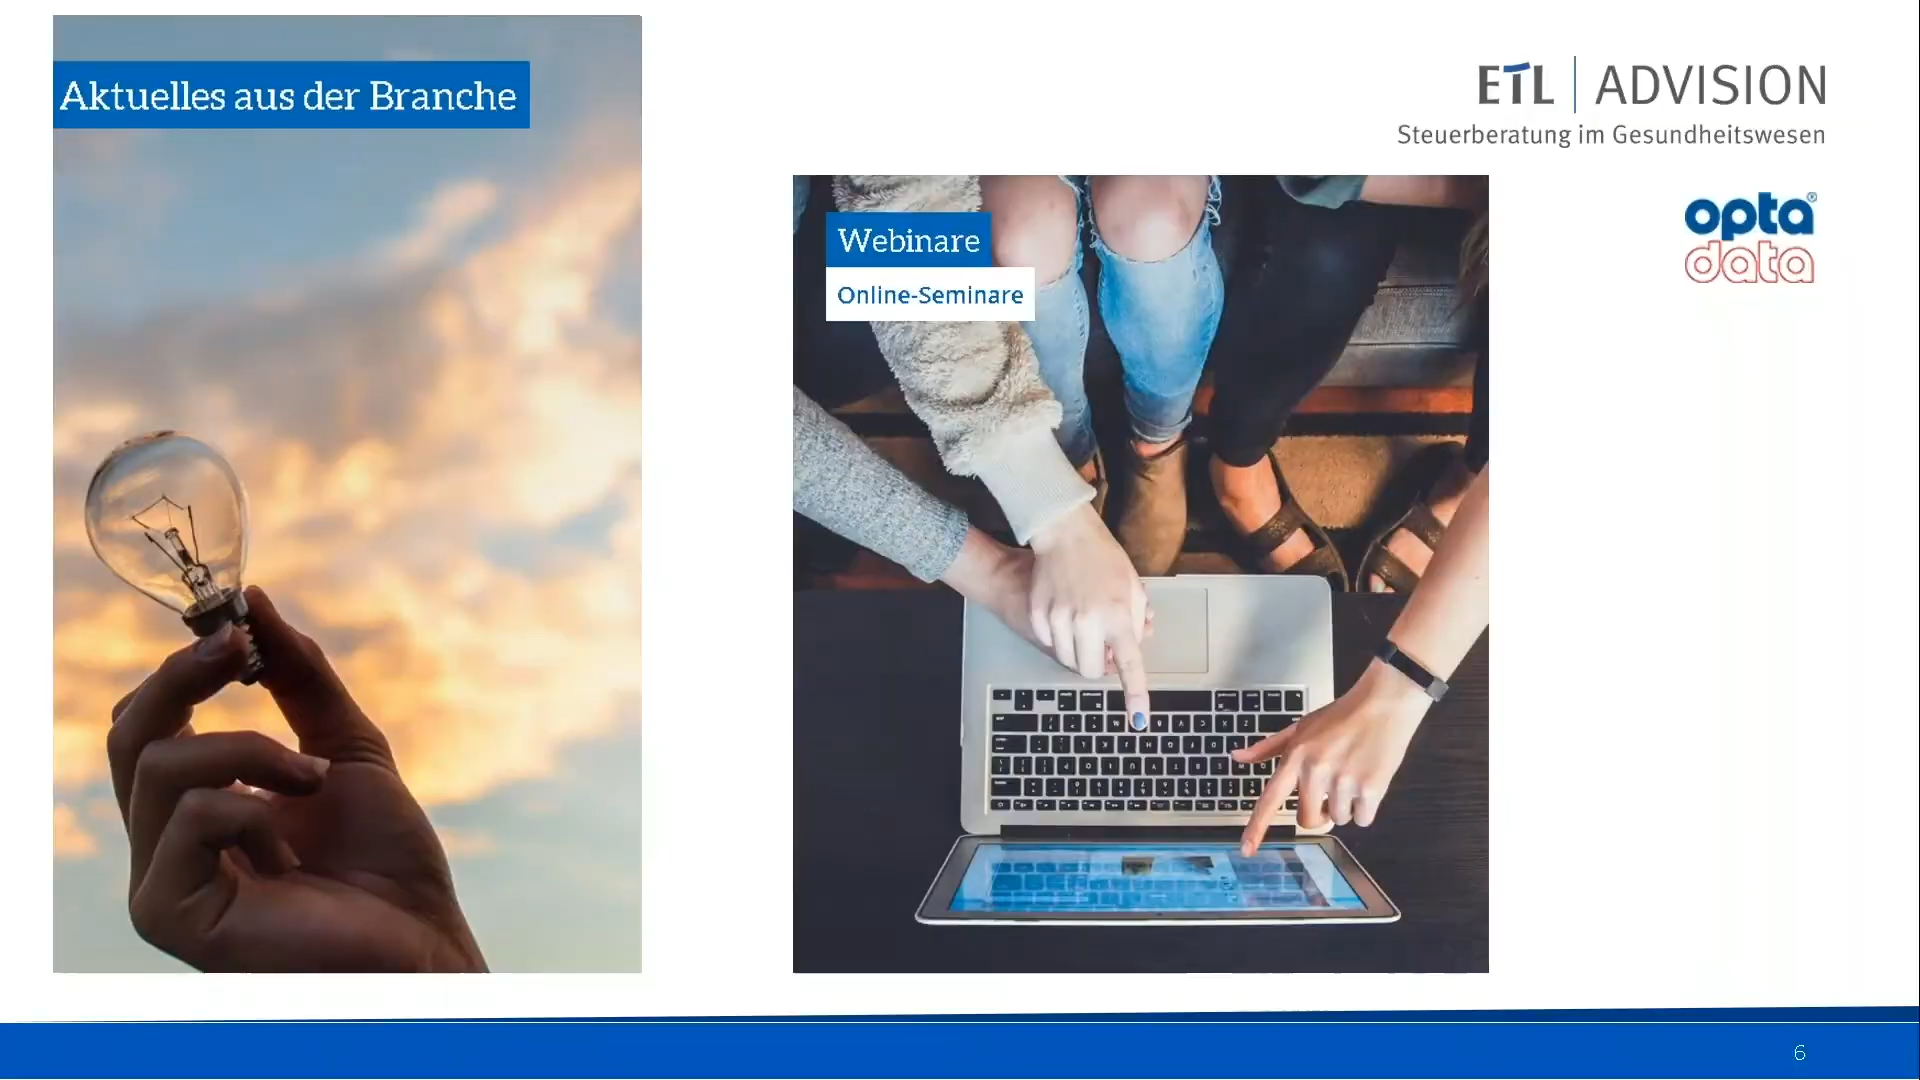 Aktuelles aus der Branche
ETL | ADVISION
Steuerberatung im Gesundheitswesen
Webinare
Online-Seminare
opta®
data
6